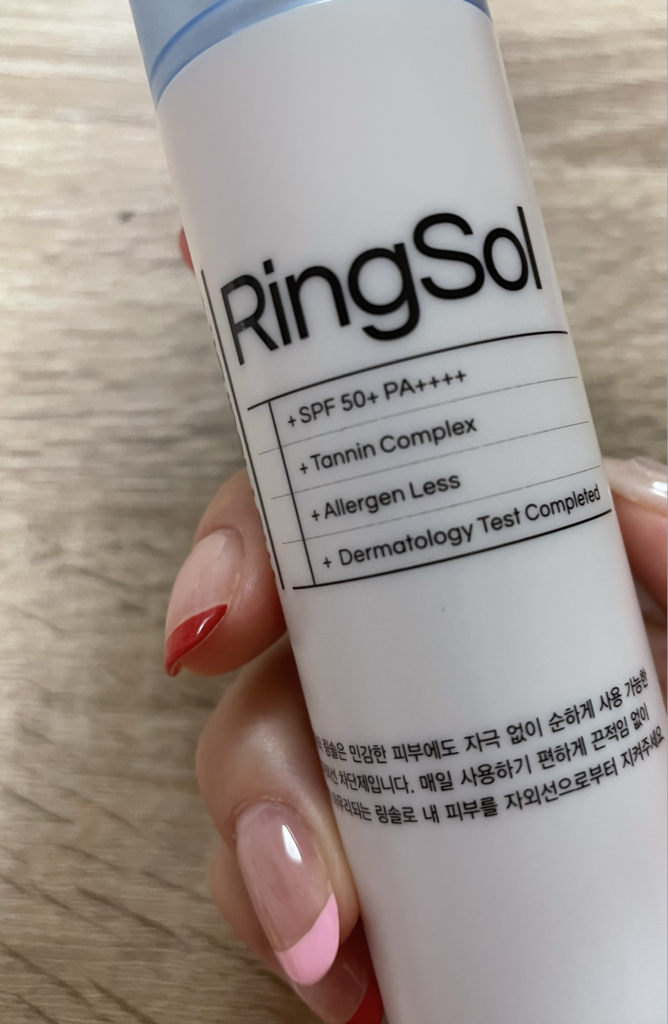 RingSol
+ SPF 50+ PA++++
+ Tannin Complex
+ Allergen Less
+ Dermatology Test Completed
링솔은 민감한 피부에도 자극 없이 순하게 사용 가능한
차단제입니다. 매일 사용하기 편하게 끈적임 없이
링솔로 내 피부를 자외선으로부터 지켜주세요